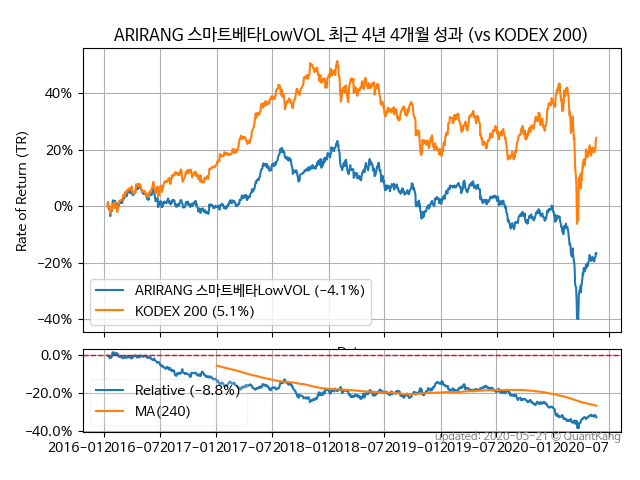 ARIRANG 스마트베타LowVOL 최근 4년 4개월 성과 (vs KODEX 200)
Rate of Return (TR)
40%
20%
0%
−20%
−40%
ARIRANG 스마트베타LowVOL (−4.1%)
KODEX 200 (5.1%)
0.0%
−20.0%
−40.0%
Relative (−8.8%)
MA(240)
2016-01 2016-07 2017-01 2017-07 2018-01 2018-07 2019-01 2019-07 2020-01 2020-07
Updated: 2020-05-21 © QuantKang